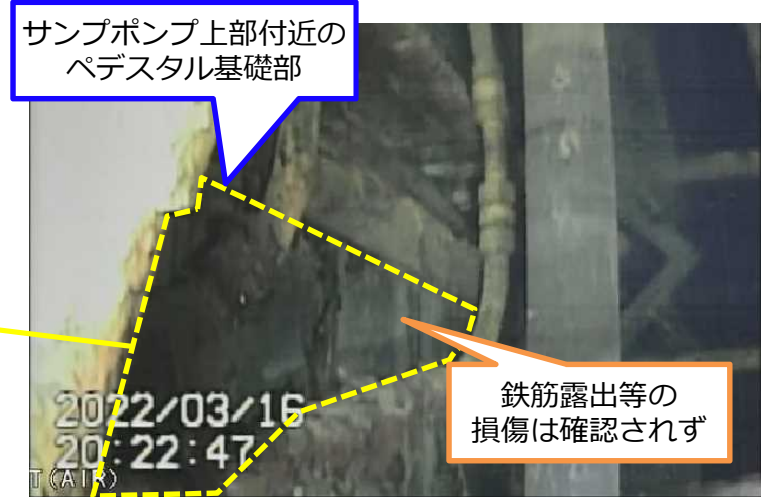 サンプポンプ上部付近の
ペデスタル基礎部
鉄筋露出等の
損傷は確認されず
2022/03/16
20:22:47
T(AIR)